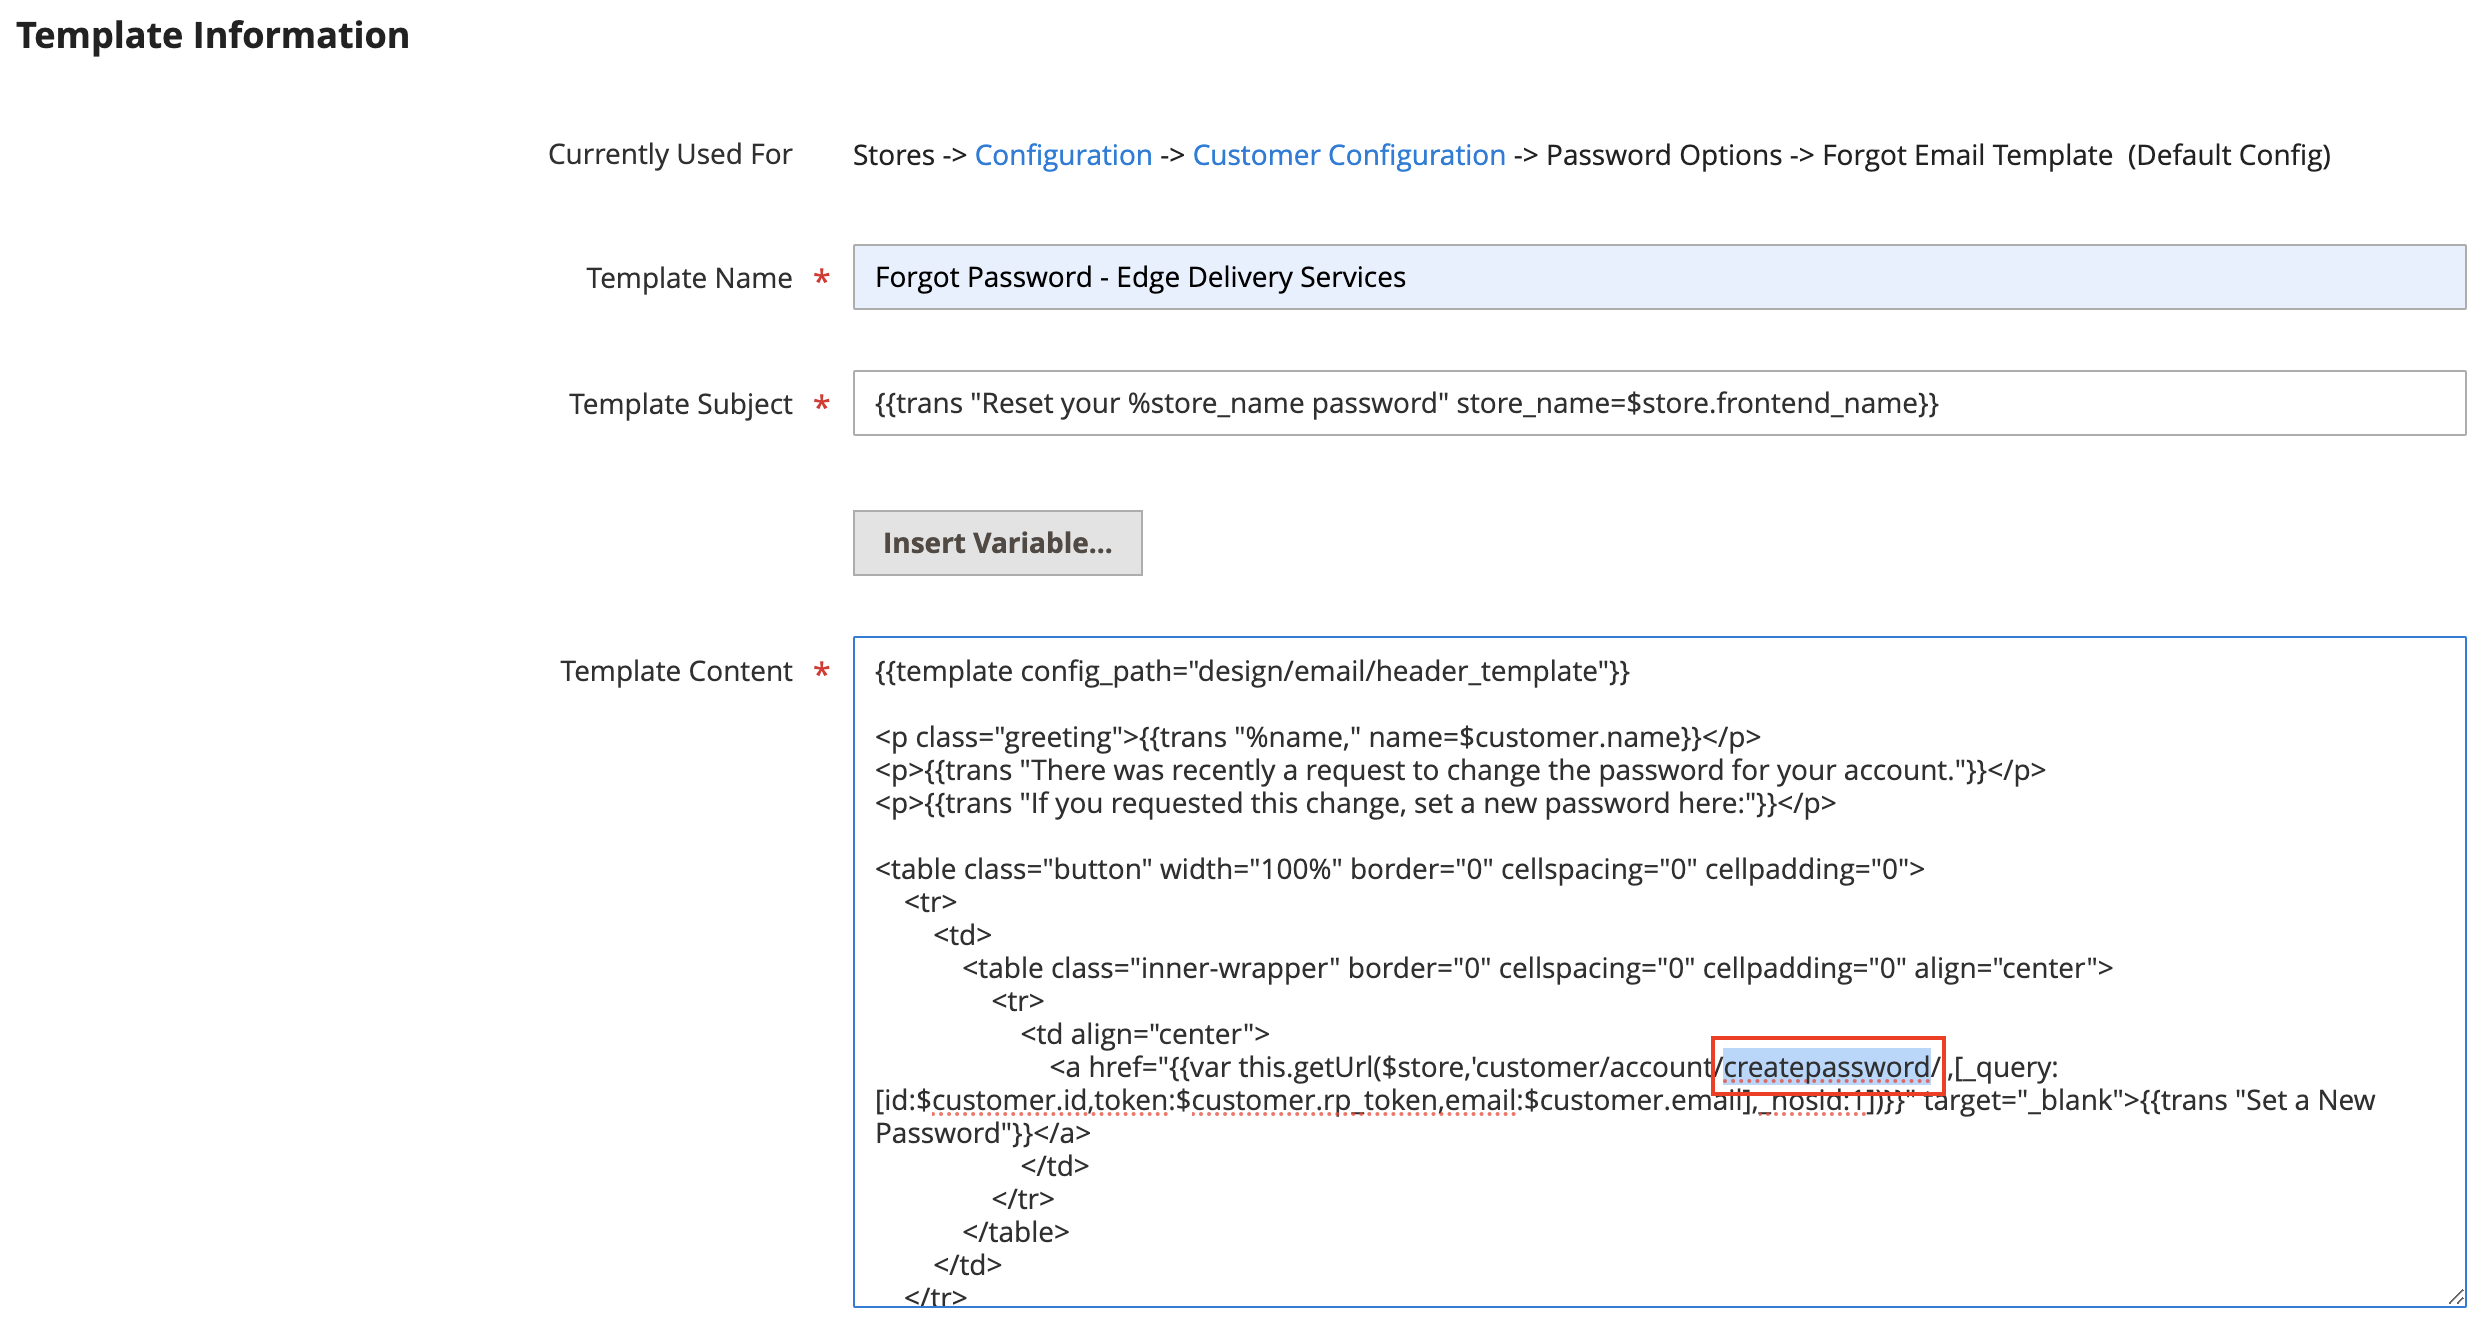 Template Information
Currently Used For Stores -> Configuration -> Customer Configuration -> Password Options -> Forgot Email Template (Default Config)
Template Name * Forgot Password - Edge Delivery Services
Template Subject * {{trans "Reset your %store_name password" store_name=$store.frontend_name}}
Insert Variable...
Template Content * {{template config_path="design/email/header_template"}}
<p class="greeting">{{trans "%name," name=$customer.name}}</p>
<p>{{trans "There was recently a request to change the password for your account."}}</p>
<p>{{trans "If you requested this change, set a new password here:"}}</p>
<table class="button" width="100%" border="0" cellspacing="0" cellpadding="0">
<tr>
<td>
<table class="inner-wrapper" border="0" cellspacing="0" cellpadding="0" align="center">
<tr>
<td align="center">
<a href="{{var this.getUrl($store,'customer/account/createpassword/',[_query:
[id:$customer.id,token:$customer.rp_token,email:$customer.email],_nosid:1])}}" target="_blank">{{trans "Set a New
Password"}}</a>
</td>
</tr>
</table>
</td>
</tr>